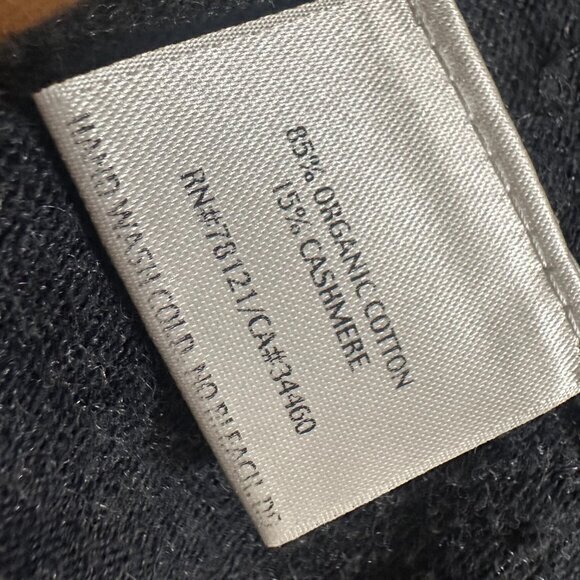 85% ORGANIC COTTON
15% CASHMERE
RN#78121/CA#34460
HAND WASH COLD, NO BLEACH,